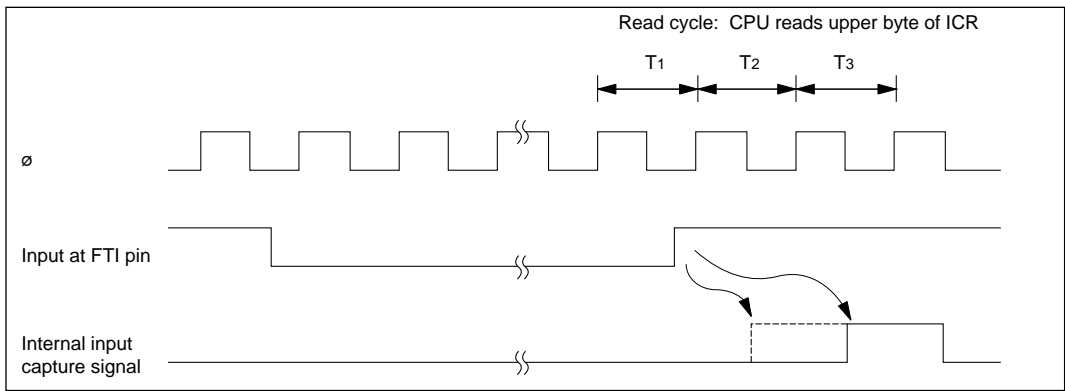 Read cycle: CPU reads upper byte of ICR
T1 T2 T3
ø
Input at FTI pin
Internal input
capture signal